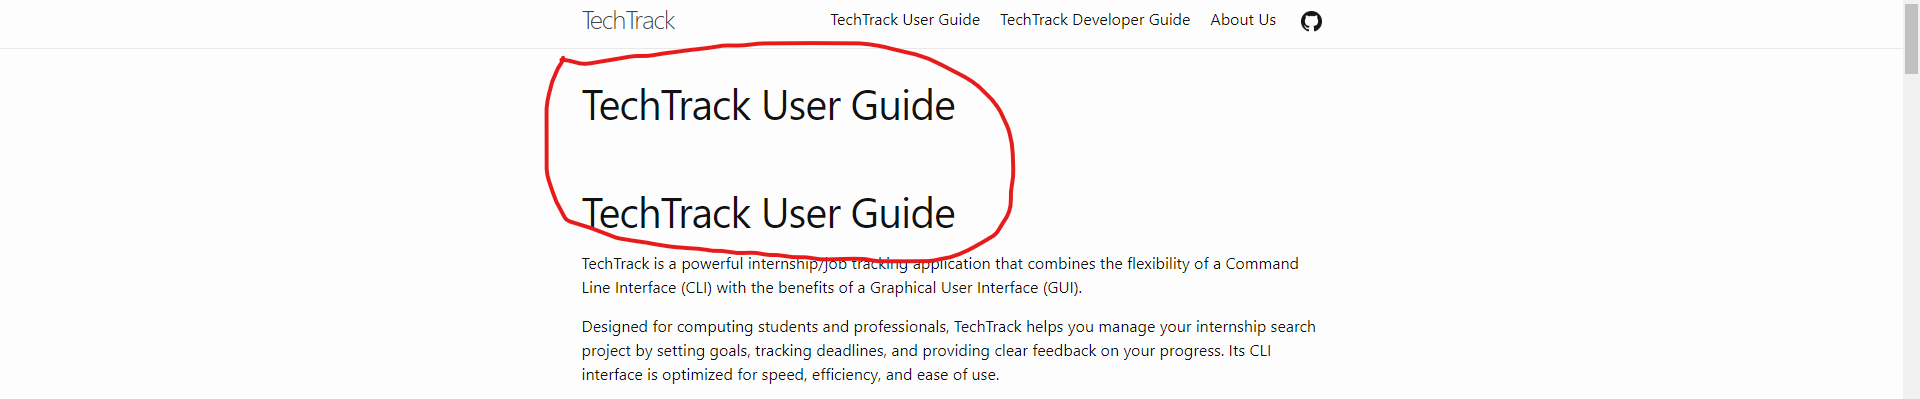 TechTrack TechTrack User Guide TechTrack Developer Guide About Us
TechTrack User Guide
TechTrack User Guide
TechTrack is a powerful internship/job tracking application that combines the flexibility of a Command
Line Interface (CLI) with the benefits of a Graphical User Interface (GUI).
Designed for computing students and professionals, TechTrack helps you manage your internship search
project by setting goals, tracking deadlines, and providing clear feedback on your progress. Its CLI
interface is optimized for speed, efficiency, and ease of use.